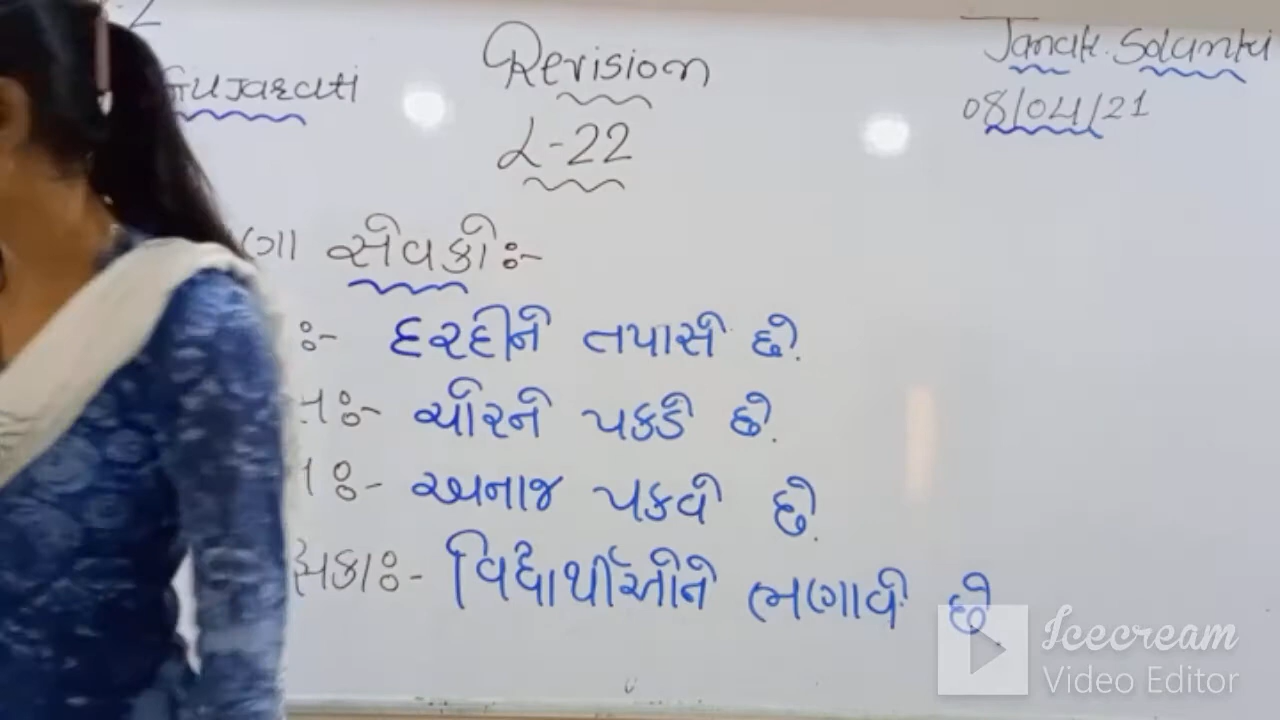 Revision
Janak. Solanki
Gujarati
08/04/21
L-22
સેવકો:-
:- દરદીને તપાસે છે.
:- ચોરને પકડે છે.
:- અનાજ પકવે છે.
:- વિદ્યાર્થીઓને ભણાવે છે.
Icecream
Video Editor